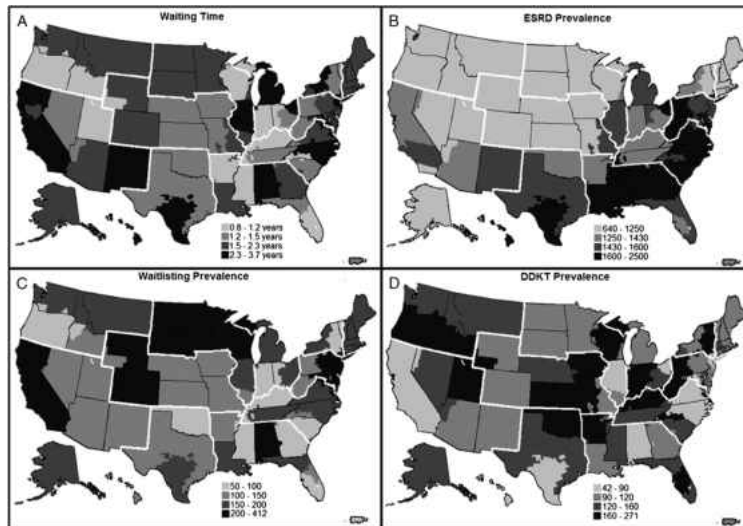 A
Waiting Time
0.8 - 1.2 years
1.2 - 1.5 years
1.5 - 2.3 years
2.3 - 3.7 years
B
ESRD Prevalence
640 - 1250
1250 - 1430
1430 - 1600
1600 - 2500
C
Waitlisting Prevalence
50 - 100
100 - 150
150 - 200
200 - 412
D
DDKT Prevalence
42 - 90
90 - 120
120 - 160
160 - 271